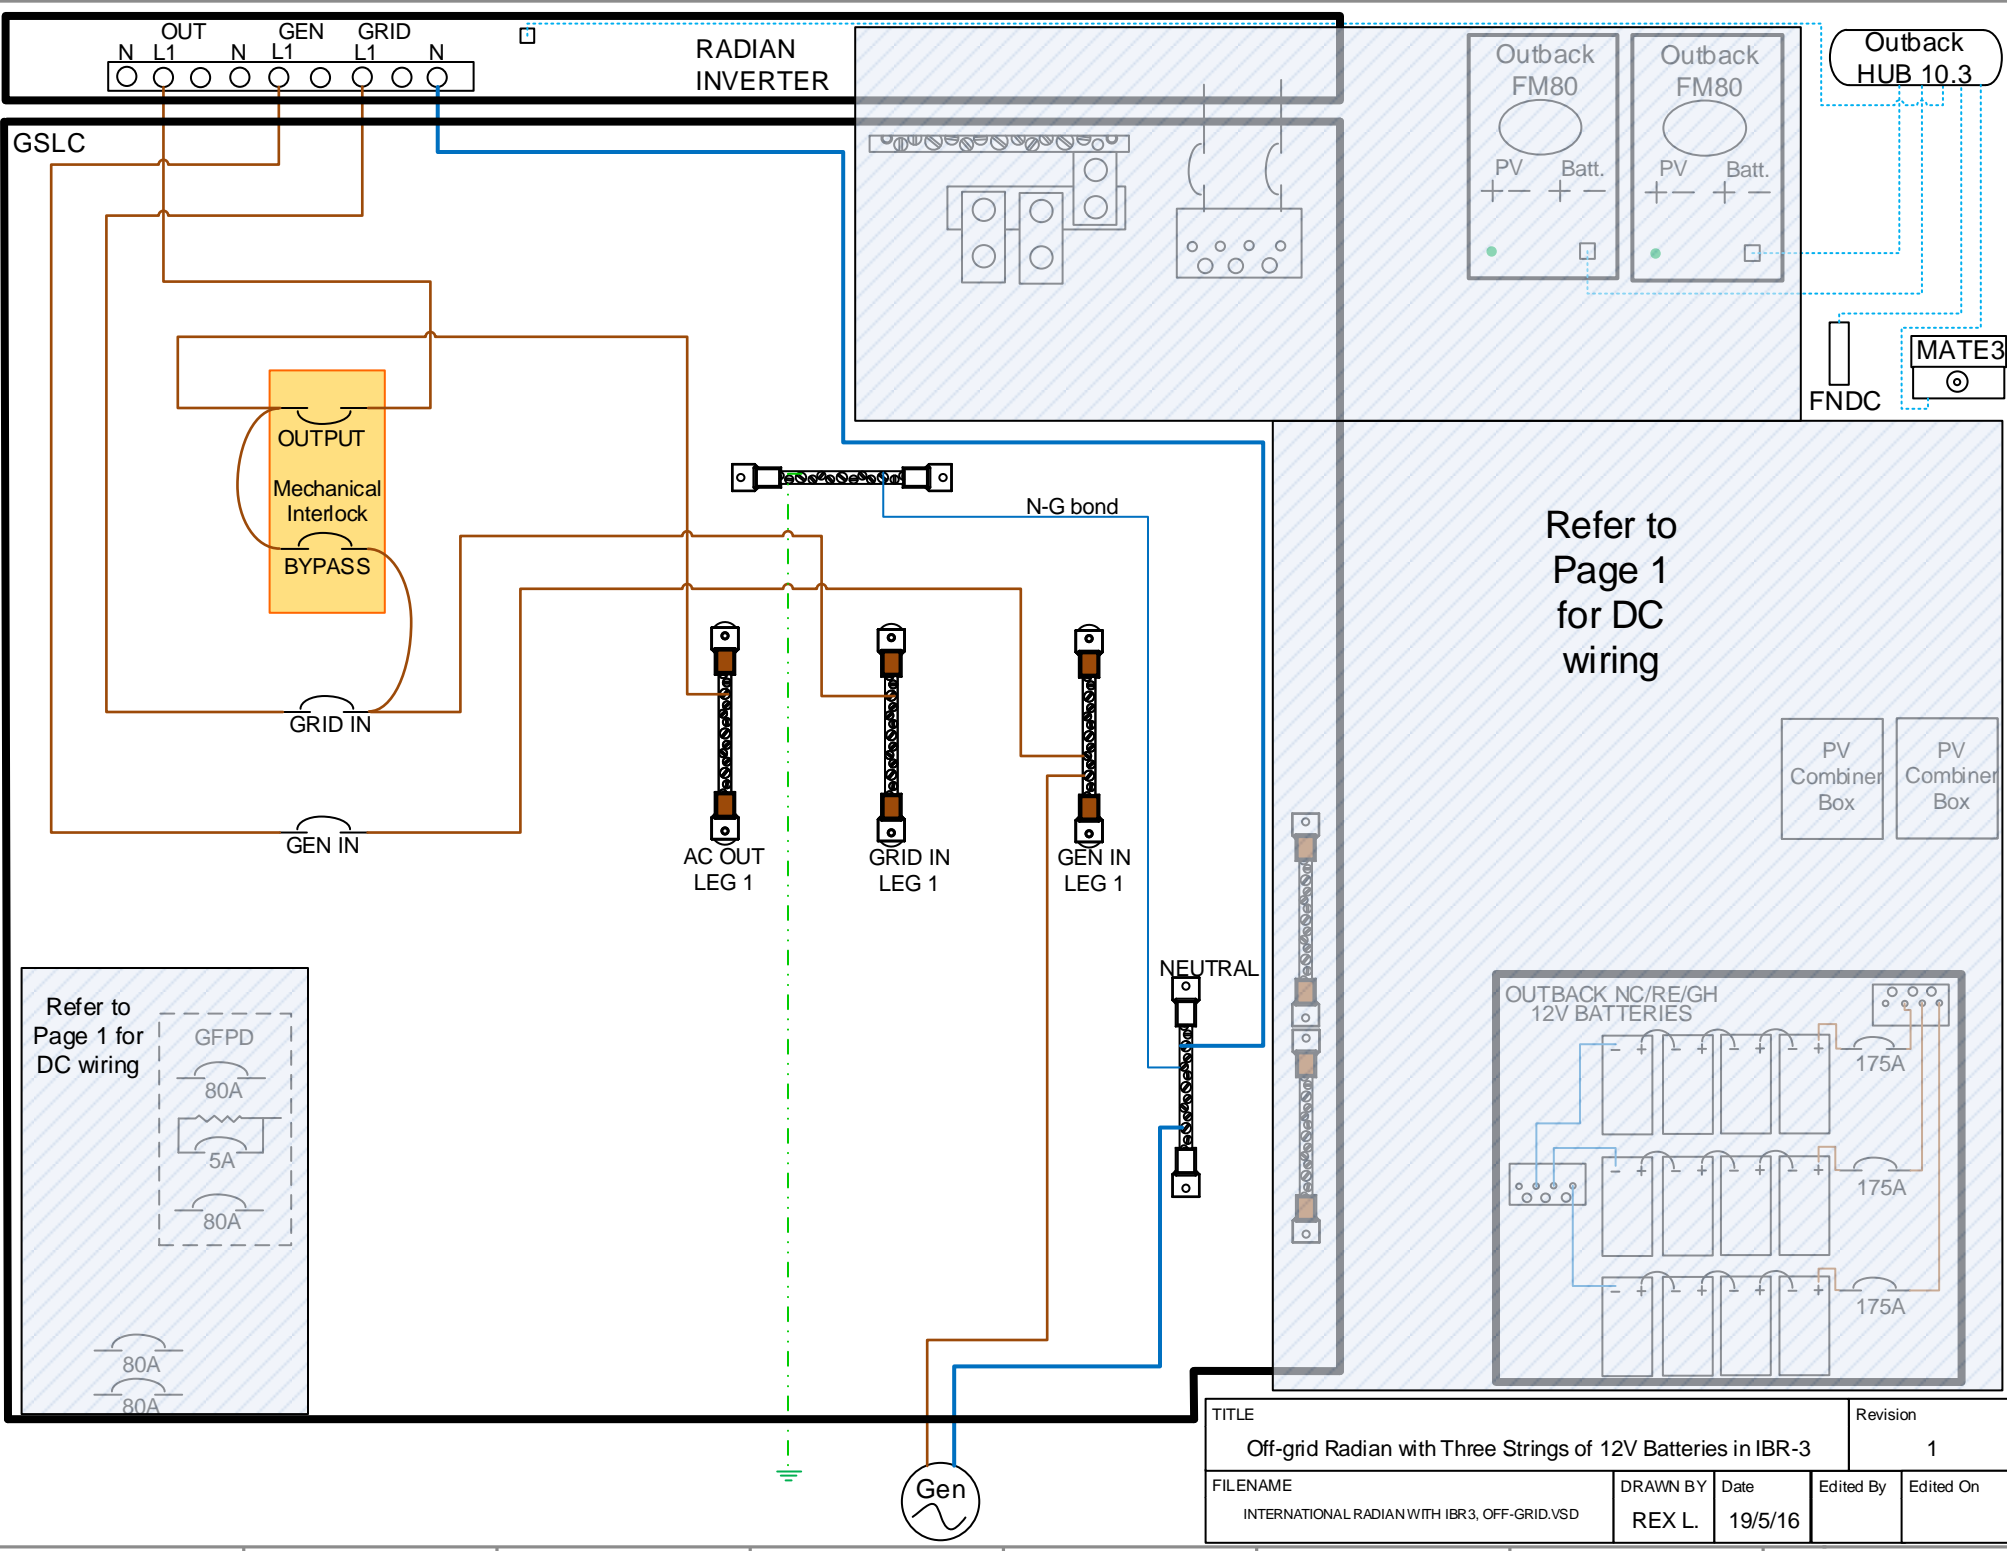 OUT GEN GRID
N L1 N L1 L1 N
RADIAN
INVERTER
Outback
FM80
PV Batt.
Outback
FM80
PV Batt.
Outback
HUB 10.3
GSLC
MATE3
FNDC
OUTPUT
Mechanical
Interlock
BYPASS
N-G bond
Refer to
Page 1
for DC
wiring
GRID IN
GEN IN
AC OUT
LEG 1
GRID IN
LEG 1
GEN IN
LEG 1
PV
Combiner
Box
PV
Combiner
Box
NEUTRAL
Refer to
Page 1 for
DC wiring
GFPD
80A
5A
80A
80A
80A
OUTBACK NC/RE/GH
12V BATTERIES
- + - + - + - +
175A
- + - + - + - +
175A
- + - + - + - +
175A
Gen
TITLE
Off-grid Radian with Three Strings of 12V Batteries in IBR-3
Revision
1
FILENAME
INTERNATIONAL RADIAN WITH IBR3, OFF-GRID.VSD
DRAWN BY
REX L.
Date
19/5/16
Edited By
Edited On